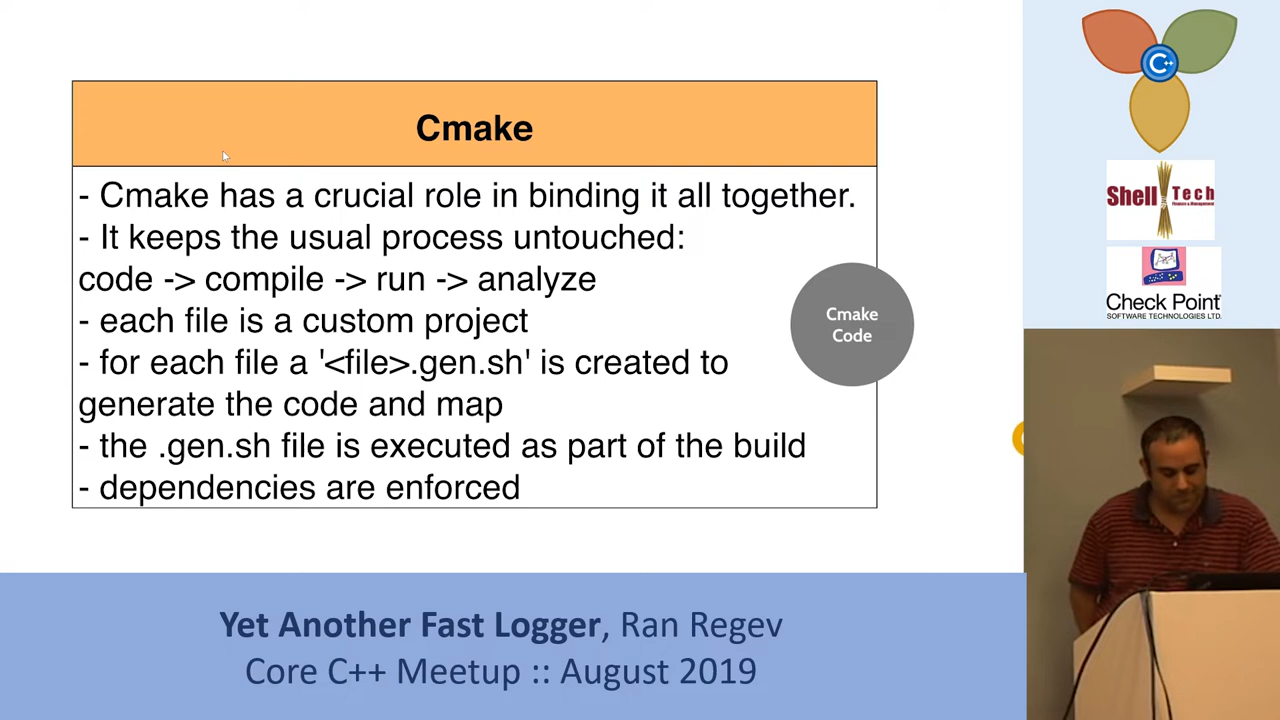 Cmake
- Cmake has a crucial role in binding it all together.
- It keeps the usual process untouched:
code -> compile -> run -> analyze
- each file is a custom project
- for each file a '<file>.gen.sh' is created to
generate the code and map
- the .gen.sh file is executed as part of the build
- dependencies are enforced
Cmake
Code
Yet Another Fast Logger, Ran Regev
Core C++ Meetup :: August 2019
C++
Shell Tech
Finance & Management
Check Point
SOFTWARE TECHNOLOGIES LTD.